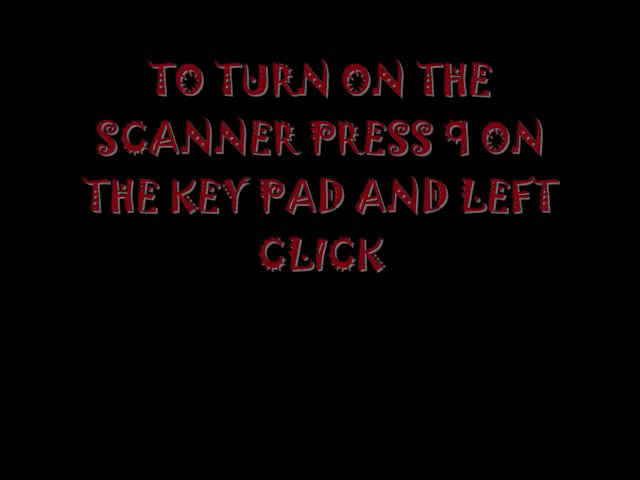 TO TURN ON THE
SCANNER PRESS 9 ON
THE KEY PAD AND LEFT
CLICK